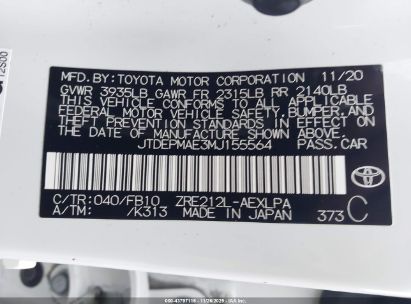 12S00
MFD.BY:TOYOTA MOTOR CORPORATION 11/20
GVWR 3935LB GAWR FR 2315LB RR 2140LB
THIS VEHICLE CONFORMS TO ALL APPLICABLE
FEDERAL MOTOR VEHICLE SAFETY, BUMPER, AND
THEFT PREVENTION STANDARDS IN EFFECT ON
THE DATE OF MANUFACTURE SHOWN ABOVE.
JTDEPMAE3MJ155564 PASS.CAR
C/TR:040/FB10 ZRE212L-AEXLPA
A/TM: /K313 MADE IN JAPAN 373 C
TOYOTA